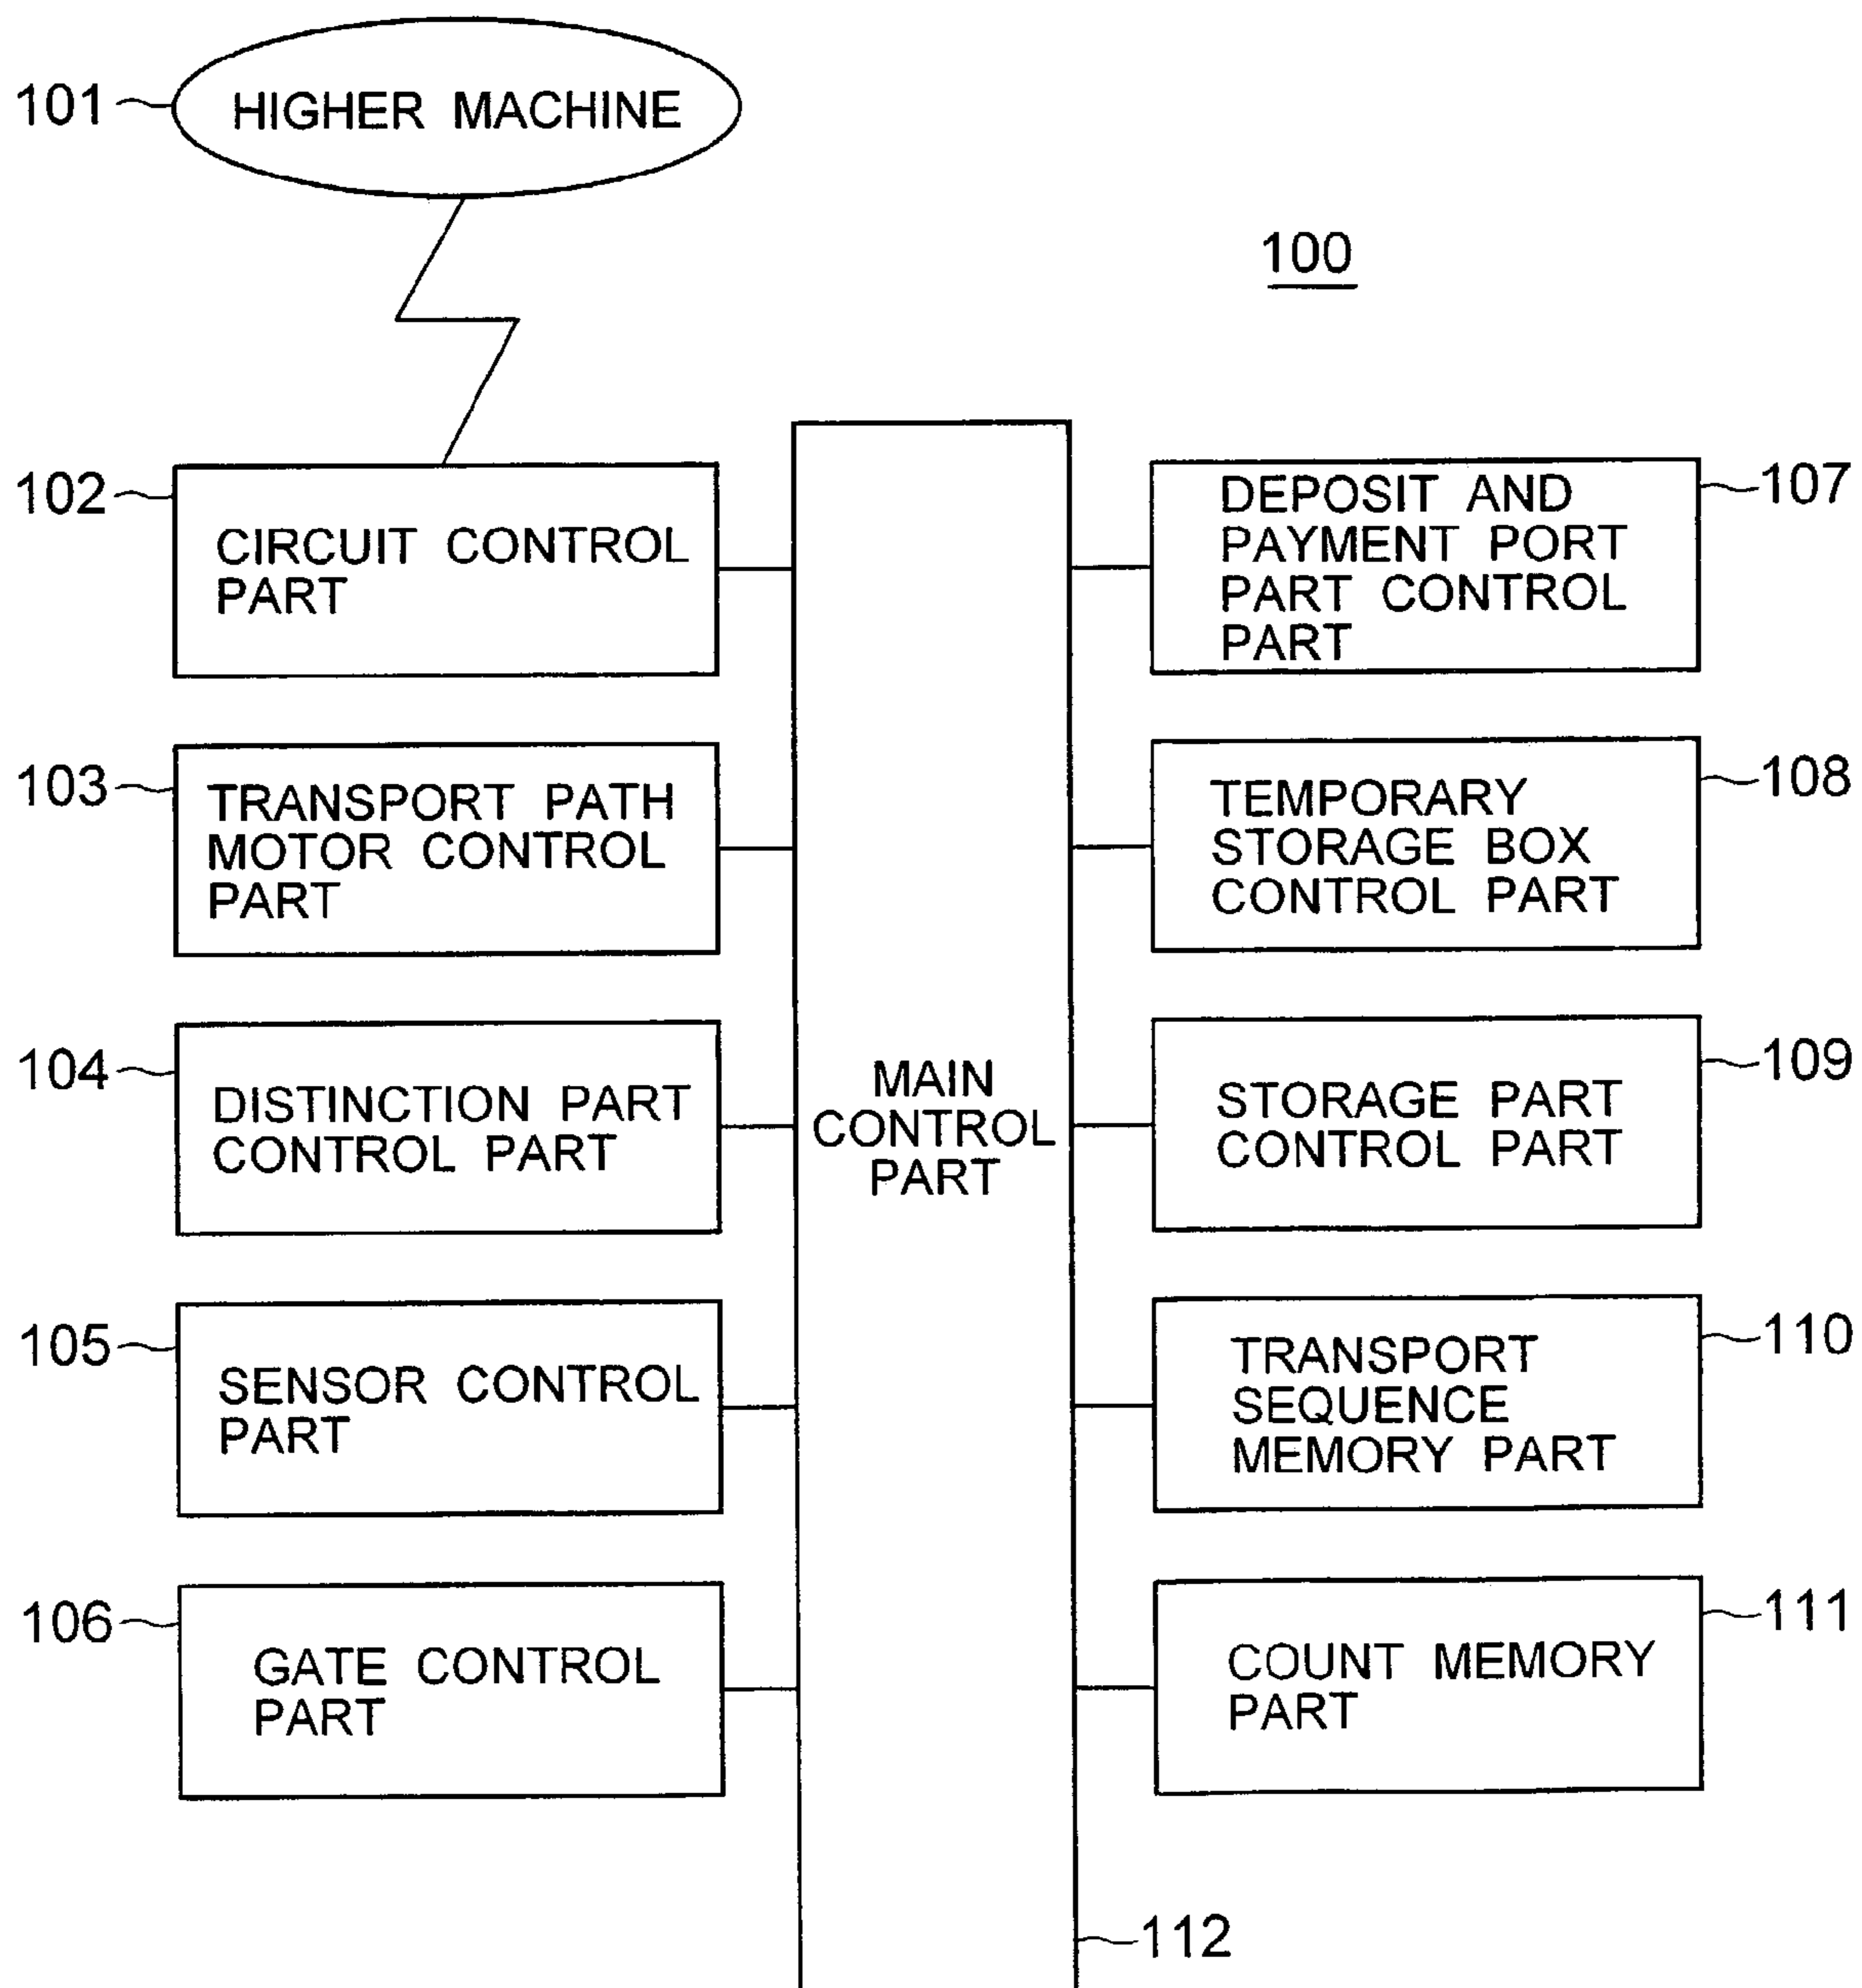 101
HIGHER MACHINE
100
102
CIRCUIT CONTROL
PART
103
TRANSPORT PATH
MOTOR CONTROL
PART
104
DISTINCTION PART
CONTROL PART
105
SENSOR CONTROL
PART
106
GATE CONTROL
PART
MAIN
CONTROL
PART
112
107
DEPOSIT AND
PAYMENT PORT
PART CONTROL
PART
108
TEMPORARY
STORAGE BOX
CONTROL PART
109
STORAGE PART
CONTROL PART
110
TRANSPORT
SEQUENCE
MEMORY PART
111
COUNT MEMORY
PART